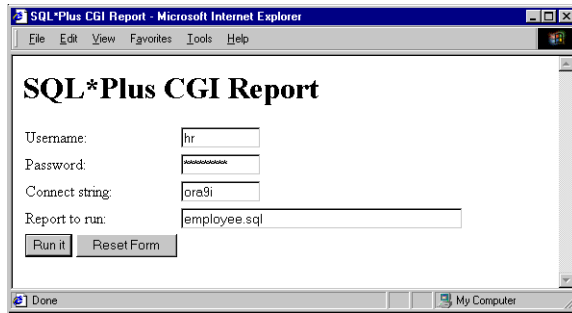 SQL*Plus CGI Report - Microsoft Internet Explorer
File Edit View Favorites Tools Help
SQL*Plus CGI Report
Username: hr
Password: *********
Connect string: ora9i
Report to run: employee.sql
Run it Reset Form
Done My Computer